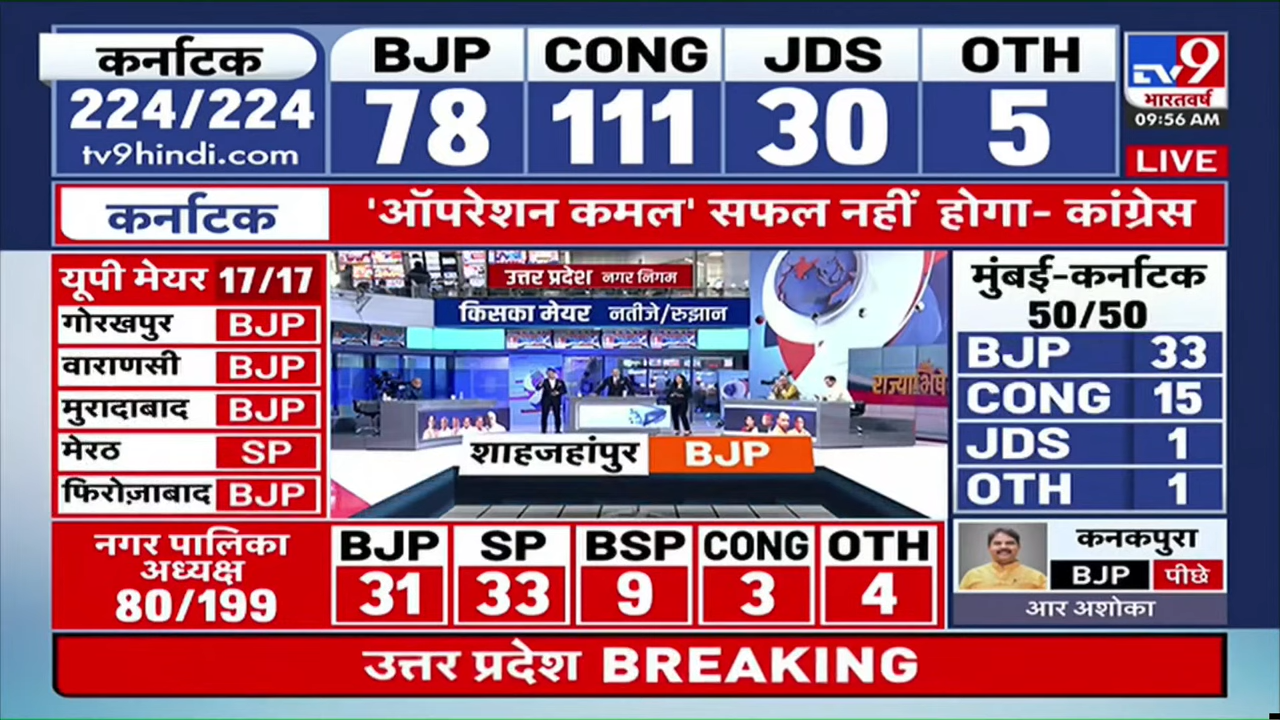 कर्नाटक
224/224
tv9hindi.com
BJP CONG JDS OTH
78 111 30 5
TV9
भारतवर्ष
09:56 AM
LIVE
कर्नाटक
'ऑपरेशन कमल' सफल नहीं होगा- कांग्रेस
यूपी मेयर 17/17
गोरखपुर BJP
वाराणसी BJP
मुरादाबाद BJP
मेरठ SP
फिरोज़ाबाद BJP
उत्तर प्रदेश नगर निगम
किसका मेयर नतीजे/रुझान
शाहजहांपुर BJP
मुंबई-कर्नाटक
50/50
BJP 33
CONG 15
JDS 1
OTH 1
नगर पालिका
अध्यक्ष
80/199
BJP SP BSP CONG OTH
31 33 9 3 4
कनकपुरा
BJP पीछे
आर अशोका
उत्तर प्रदेश BREAKING